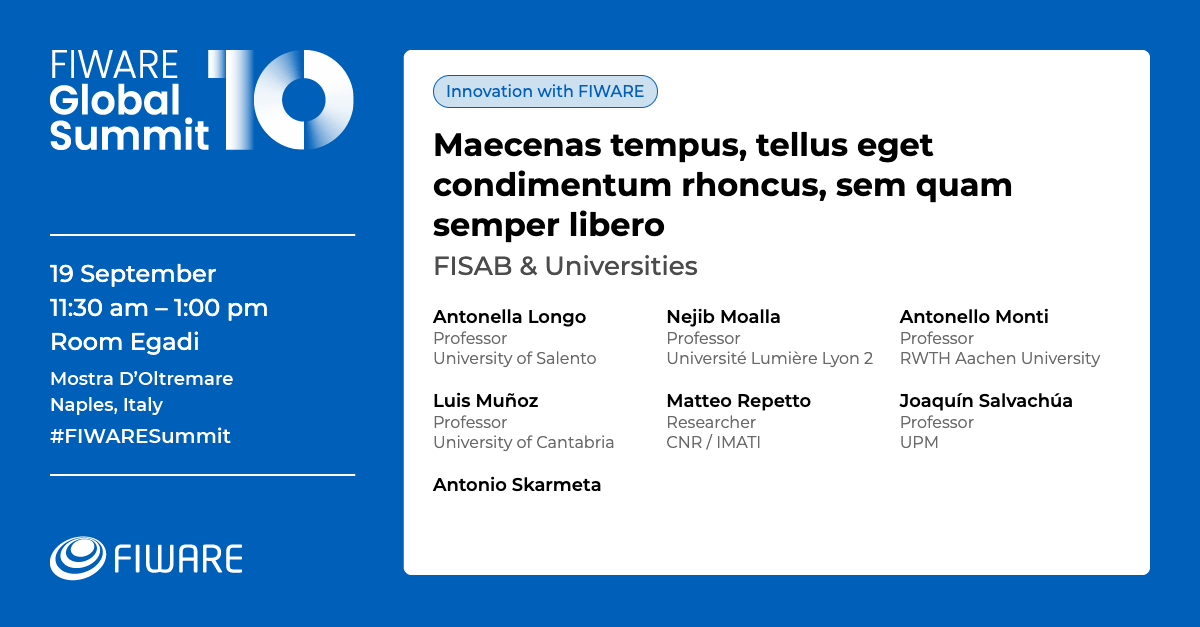 FIWARE
Global
Summit
10
19 September
11:30 am – 1:00 pm
Room Egadi
Mostra D’Oltremare
Naples, Italy
#FIWARESummit
FIWARE
Innovation with FIWARE
Maecenas tempus, tellus eget
condimentum rhoncus, sem quam
semper libero
FISAB & Universities
Antonella Longo
Professor
University of Salento
Nejib Moalla
Professor
Université Lumière Lyon 2
Antonello Monti
Professor
RWTH Aachen University
Luis Muñoz
Professor
University of Cantabria
Matteo Repetto
Researcher
CNR / IMATI
Joaquín Salvachúa
Professor
UPM
Antonio Skarmeta